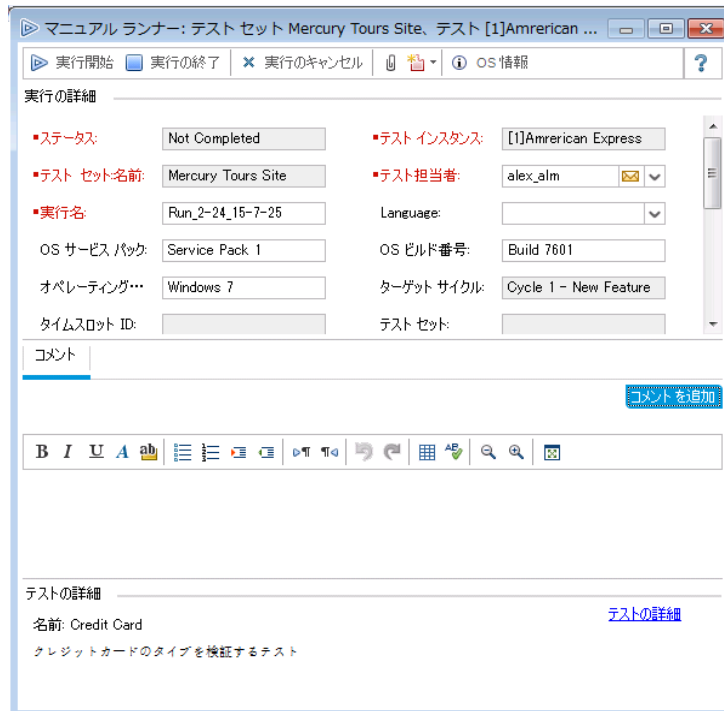 マニュアル ランナー: テスト セット Mercury Tours Site、テスト [1]Amrerican ...
実行開始 実行の終了 実行のキャンセル OS 情報 ?
実行の詳細
ステータス: Not Completed テスト インスタンス: [1]Amrerican Express
テスト セット:名前: Mercury Tours Site テスト担当者: alex_alm
実行名: Run_2-24_15-7-25 Language:
OS サービス パック: Service Pack 1 OS ビルド番号: Build 7601
オペレーティング… Windows 7 ターゲット サイクル: Cycle 1 - New Feature
タイムスロット ID: テスト セット:
コメント
コメント を追加
B I U A ab
テストの詳細
テストの詳細
名前: Credit Card
クレジットカードのタイプを検証するテスト